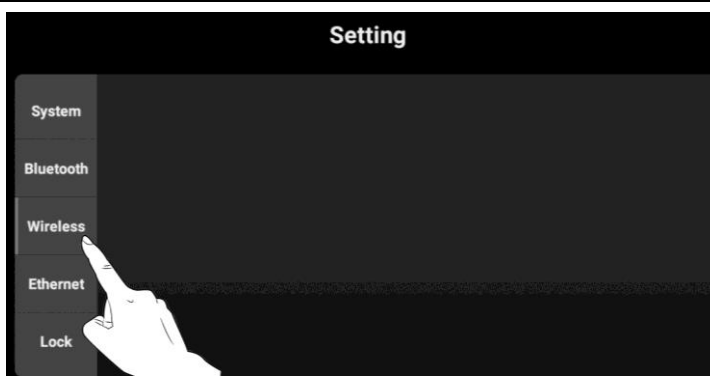 Setting
System
Bluetooth
Wireless
Ethernet
Lock